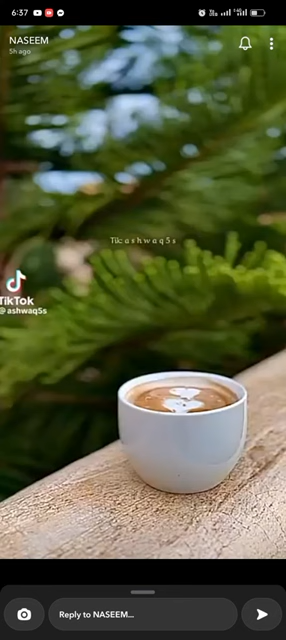 6:37
NASEEM
5h ago
Tik: a s h w a q 5 s
TikTok
@ashwaq5s
Reply to NASEEM...